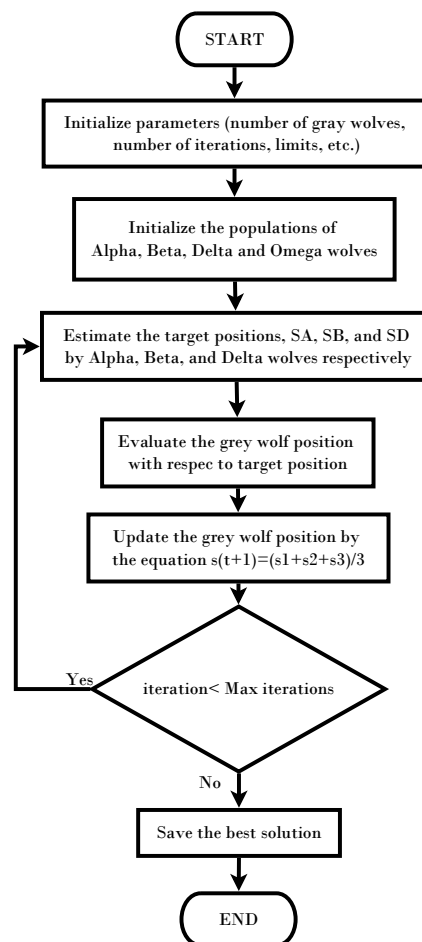 START
Initialize parameters (number of gray wolves,
number of iterations, limits, etc.)
Initialize the populations of
Alpha, Beta, Delta and Omega wolves
Estimate the target positions, SA, SB, and SD
by Alpha, Beta, and Delta wolves respectively
Evaluate the grey wolf position
with respec to target position
Update the grey wolf position by
the equation s(t+1)=(s1+s2+s3)/3
Yes
iteration< Max iterations
No
Save the best solution
END